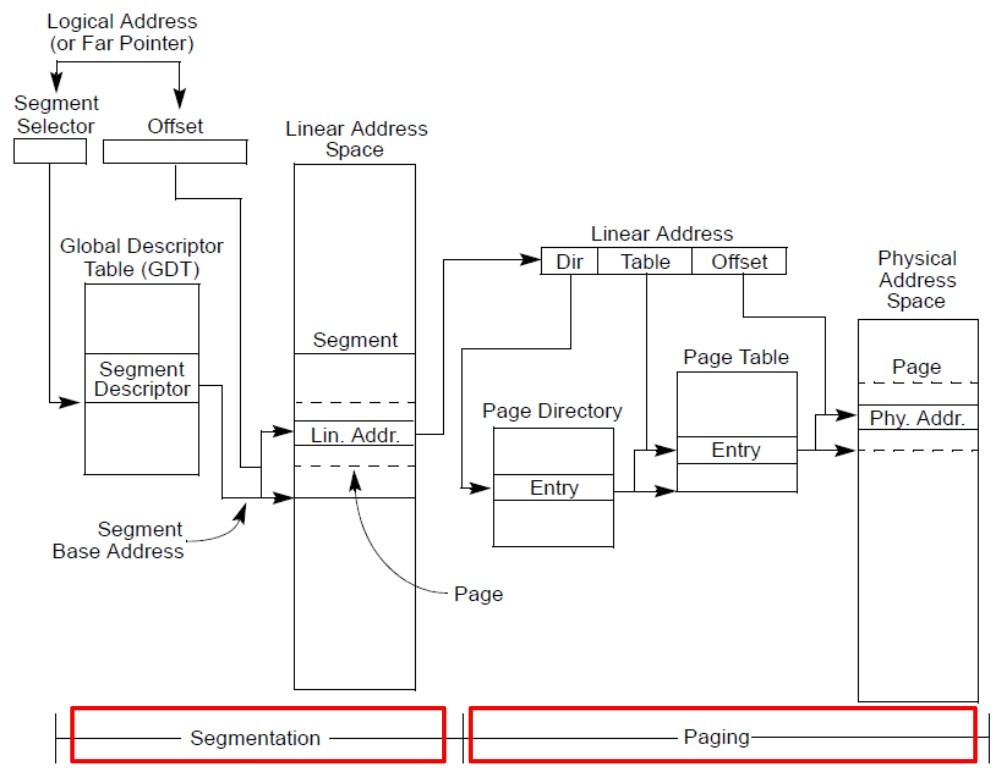 Logical Address
(or Far Pointer)
Segment
Selector
Offset
Linear Address
Space
Global Descriptor
Table (GDT)
Segment
Descriptor
Segment
Lin. Addr.
Segment
Base Address
Page
Linear Address
Dir
Table
Offset
Page Directory
Entry
Page Table
Entry
Physical
Address
Space
Page
Phy. Addr.
Segmentation
Paging